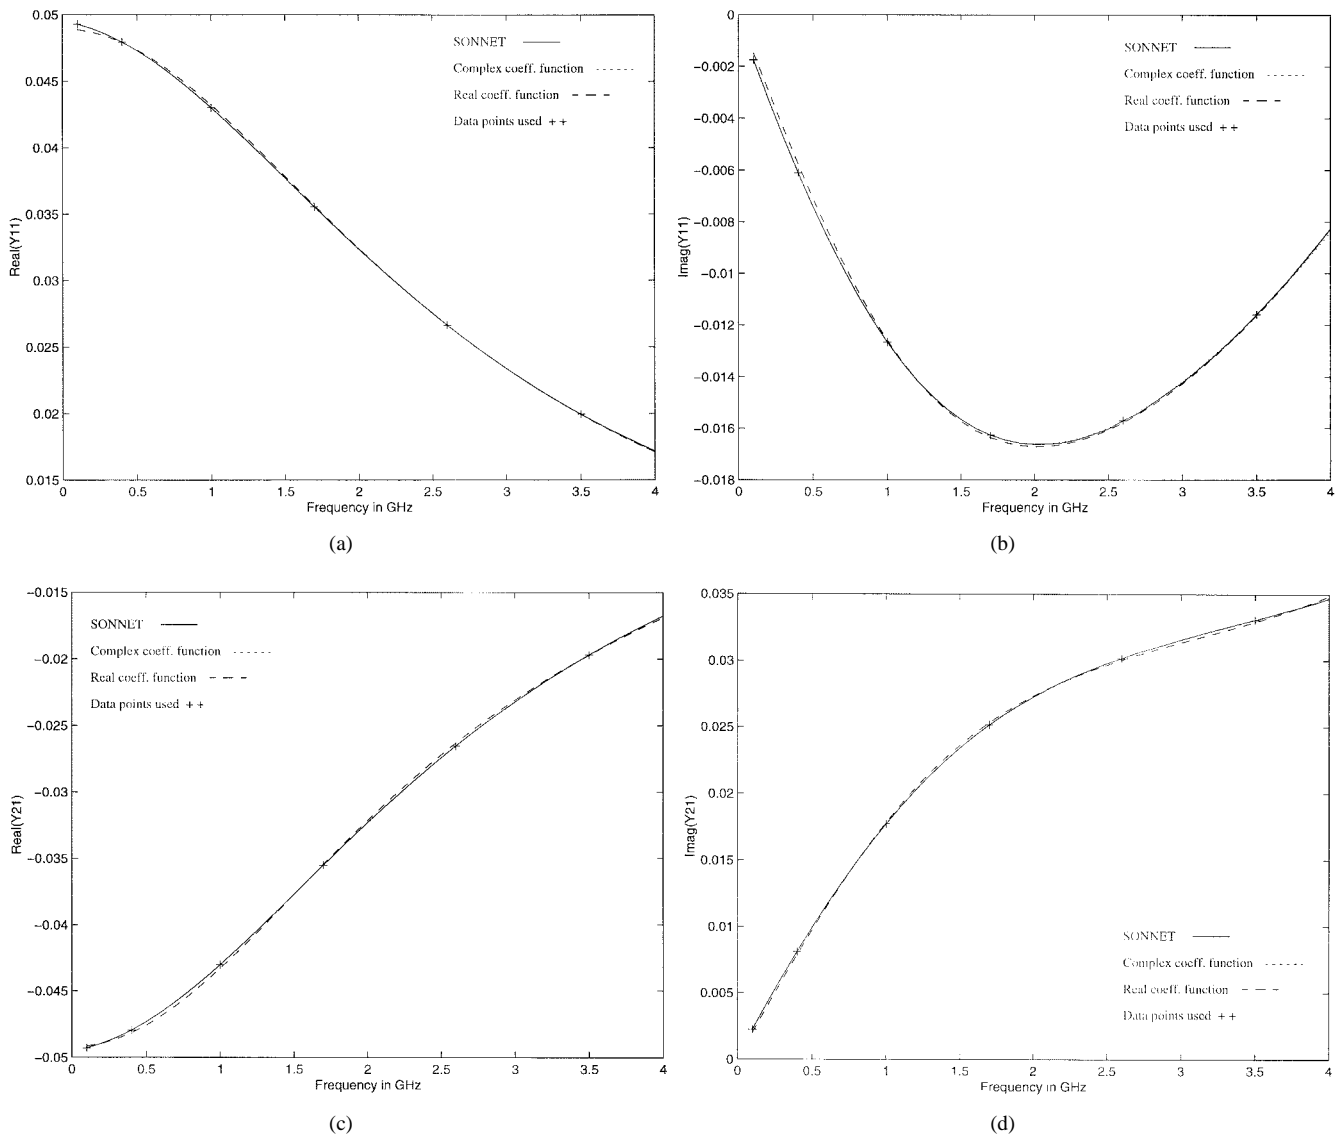 0.05
0.045
0.04
0.035
0.03
0.025
0.02
0.015
Real(Y11)
SONNET
Complex coeff. function
Real coeff. function
Data points used ++
0 0.5 1 1.5 2 2.5 3 3.5 4
Frequency in GHz
(a)
0
−0.002
−0.004
−0.006
−0.008
−0.01
−0.012
−0.014
−0.016
−0.018
Imag(Y11)
SONNET
Complex coeff. function
Real coeff. function
Data points used ++
0 0.5 1 1.5 2 2.5 3 3.5 4
Frequency in GHz
(b)
−0.015
−0.02
−0.025
−0.03
−0.035
−0.04
−0.045
−0.05
Real(Y21)
SONNET
Complex coeff. function
Real coeff. function
Data points used ++
0 0.5 1 1.5 2 2.5 3 3.5 4
Frequency in GHz
(c)
0.035
0.03
0.025
0.02
0.015
0.01
0.005
0
Imag(Y21)
SONNET
Complex coeff. function
Real coeff. function
Data points used ++
0 0.5 1 1.5 2 2.5 3 3.5 4
Frequency in GHz
(d)